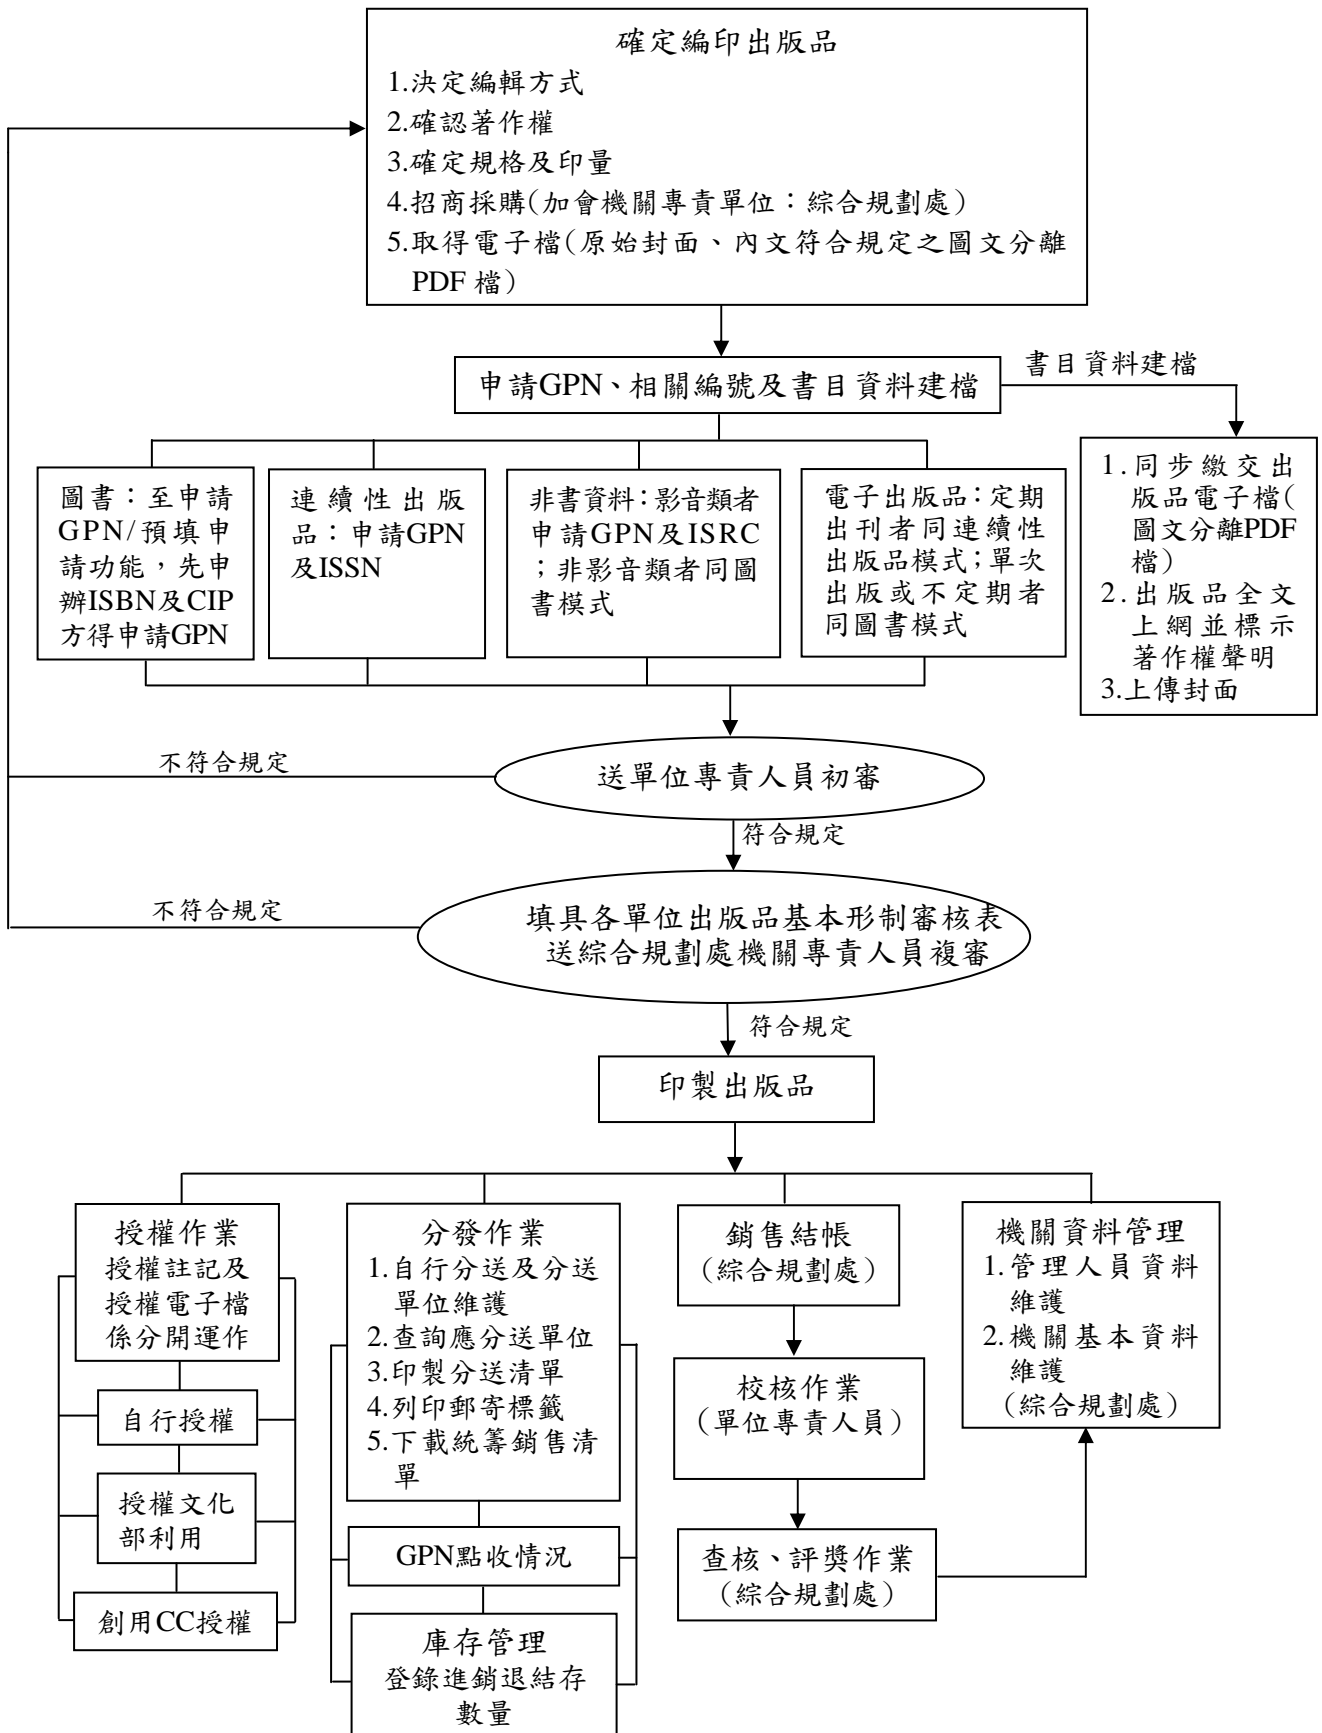 確定編印出版品
1.決定編輯方式
2.確認著作權
3.確定規格及印量
4.招商採購(加會機關專責單位：綜合規劃處)
5.取得電子檔(原始封面、內文符合規定之圖文分離
PDF檔)
申請GPN、相關編號及書目資料建檔
書目資料建檔
圖書：至申請
GPN/預填申
請功能，先申
辦ISBN及CIP
方得申請GPN
連續性出版
品：申請GPN
及ISSN
非書資料：影音類者
申請GPN及ISRC
；非影音類者同圖
書模式
電子出版品：定期
出刊者同連續性
出版品模式；單次
出版或不定期者
同圖書模式
1.同步繳交出
版品電子檔(
圖文分離PDF
檔)
2.出版品全文
上網並標示
著作權聲明
3.上傳封面
不符合規定
送單位專責人員初審
符合規定
不符合規定
填具各單位出版品基本形制審核表
送綜合規劃處機關專責人員複審
符合規定
印製出版品
授權作業
授權註記及
授權電子檔
係分開運作
自行授權
授權文化
部利用
創用CC授權
分發作業
1.自行分送及分送
單位維護
2.查詢應分送單位
3.印製分送清單
4.列印郵寄標籤
5.下載統籌銷售清
單
GPN點收情況
庫存管理
登錄進銷退結存
數量
銷售結帳
(綜合規劃處)
校核作業
(單位專責人員)
查核、評獎作業
(綜合規劃處)
機關資料管理
1.管理人員資料
維護
2.機關基本資料
維護
(綜合規劃處)